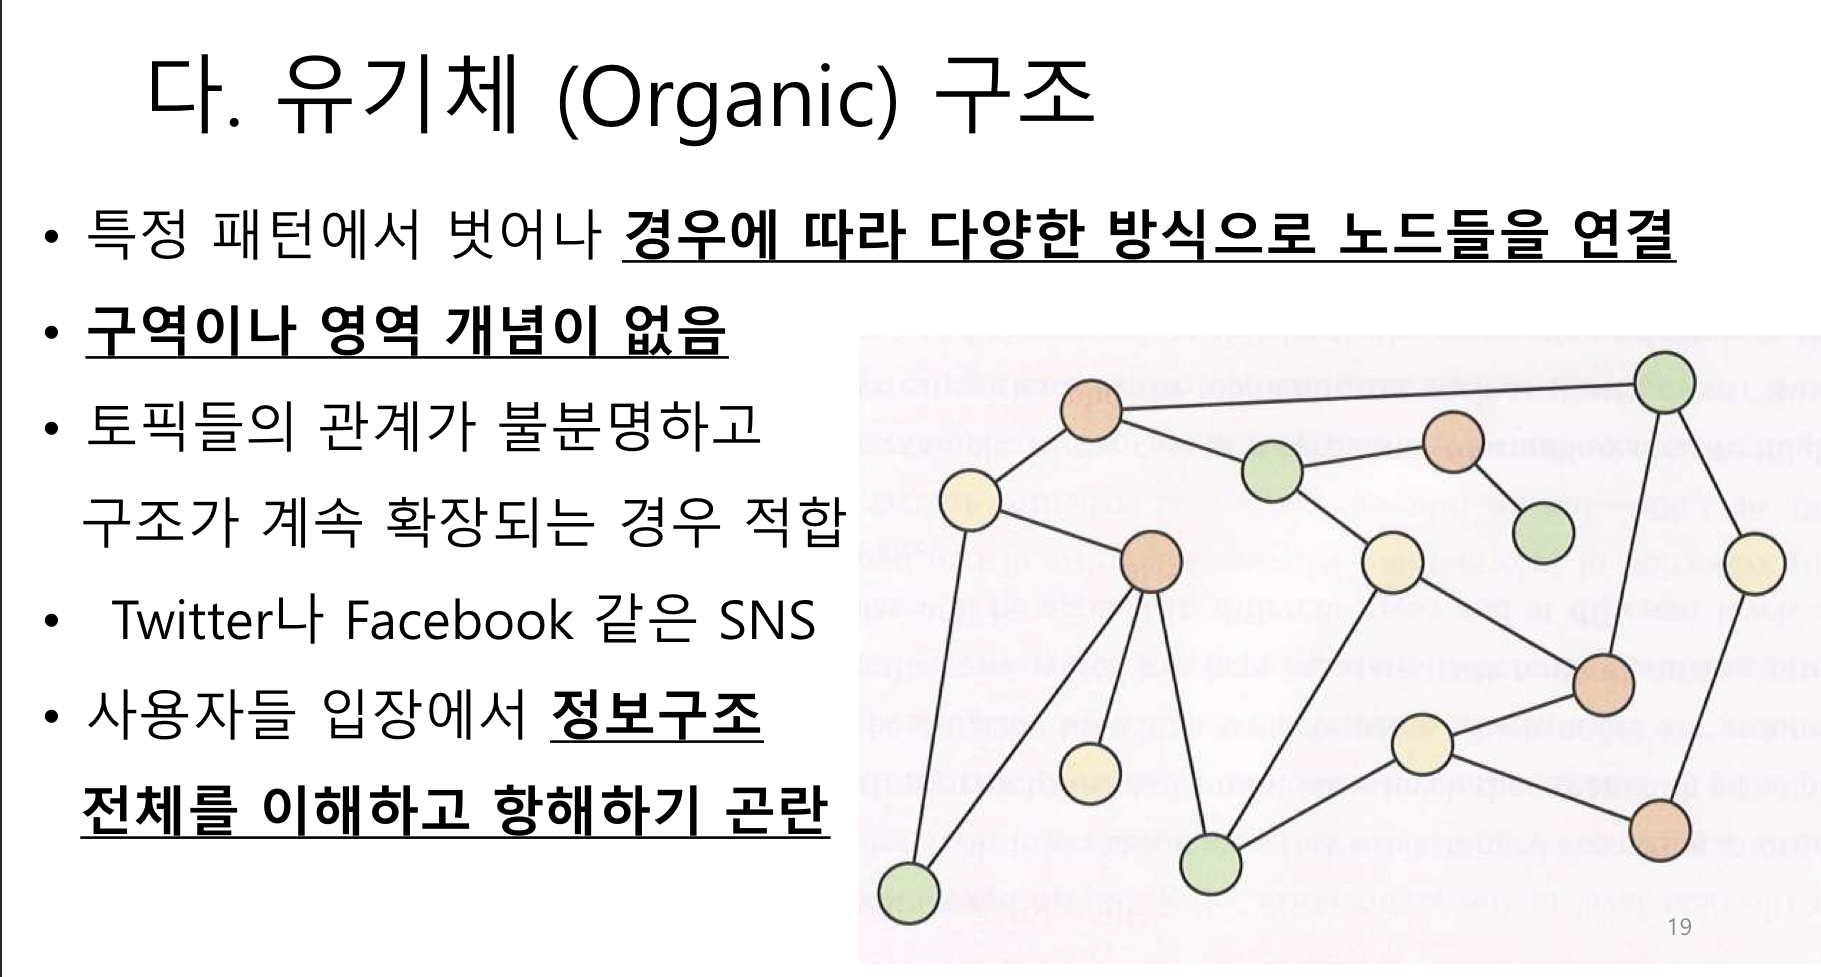 다. 유기체 (Organic) 구조
• 특정 패턴에서 벗어나 경우에 따라 다양한 방식으로 노드들을 연결
• 구역이나 영역 개념이 없음
• 토픽들의 관계가 불분명하고
구조가 계속 확장되는 경우 적합
• Twitter나 Facebook 같은 SNS
• 사용자들 입장에서 정보구조
전체를 이해하고 항해하기 곤란
19